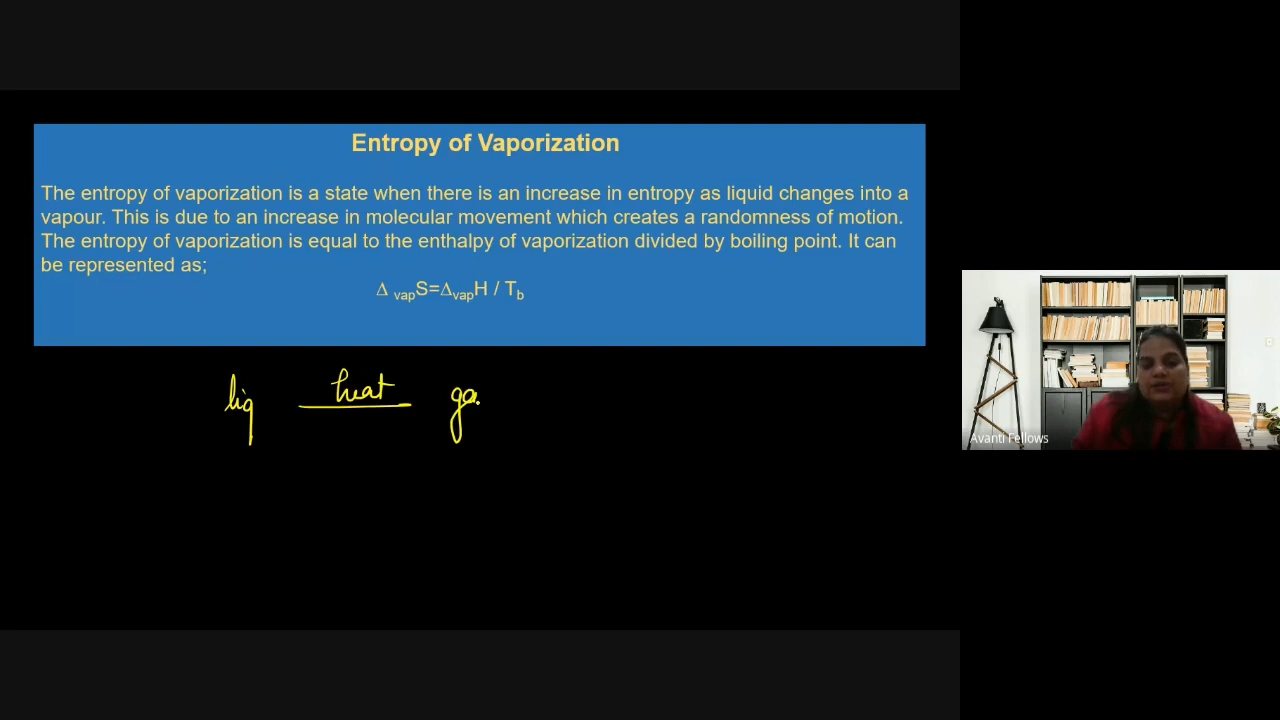 Entropy of Vaporization
The entropy of vaporization is a state when there is an increase in entropy as liquid changes into a
vapour. This is due to an increase in molecular movement which creates a randomness of motion.
The entropy of vaporization is equal to the enthalpy of vaporization divided by boiling point. It can
be represented as;
Δ vapS=ΔvapH / Tb
liq heat ga
Avanti Fellows